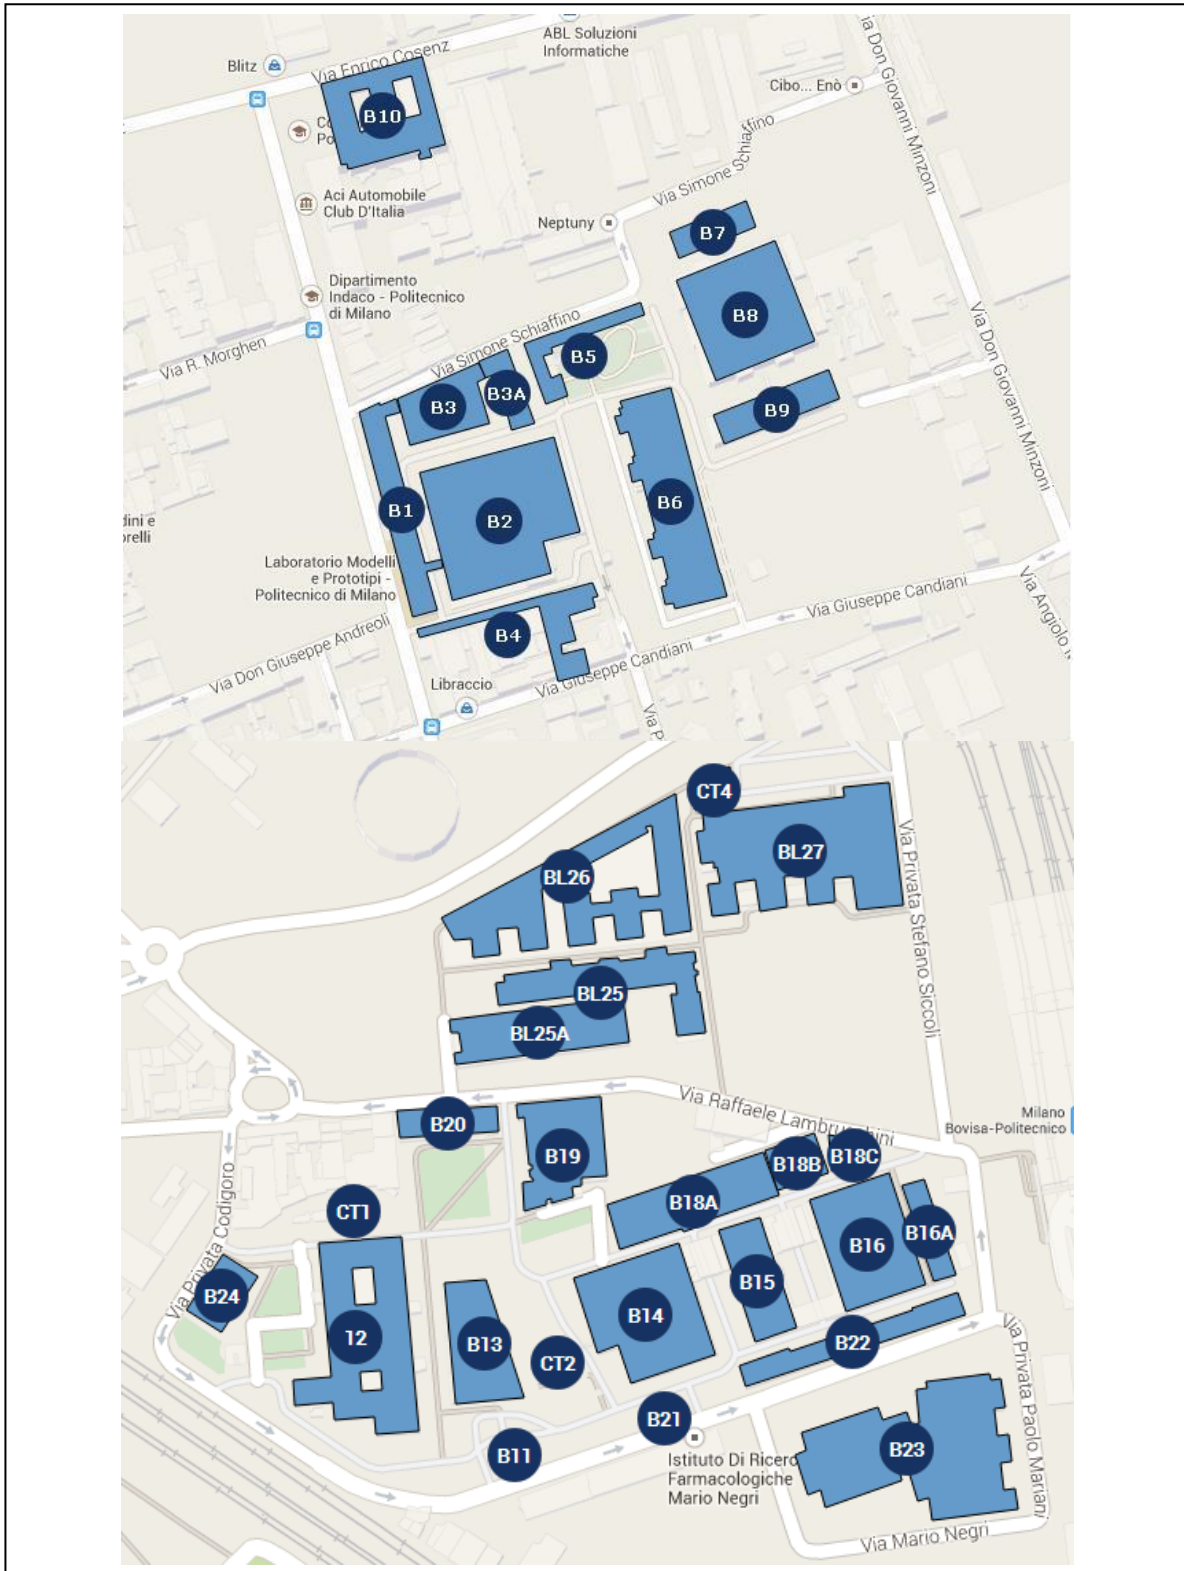 ABL Soluzioni
Informatiche
Blitz
Via Enrico Cosenz
Via Don Giovanni Minzoni
Cibo... Enò
B10
Aci Automobile
Club D'Italia
Via Simone Schiaffino
Neptuny
B7
Dipartimento
Indaco - Politecnico
di Milano
B8
Via Simone Schiaffino
Via R. Morghen
B5
B3A
B3
B9
Via Don Giovanni Minzoni
B6
B1
B2
Laboratorio Modelli
e Prototipi -
Politecnico di Milano
Via Giuseppe Candiani
Via Angiolo
Via Don Giuseppe Andreoli
B4
Via Giuseppe Candiani
Libraccio
CT4
BL27
BL26
Via Privata Stefano Siccoli
BL25
BL25A
Via Raffaele Lambruschini
Milano
Bovisa-Politecnico
B20
B19
B18B
B18C
B18A
Via Privata Codigoro
CT1
B16A
B16
B15
B24
B14
12
B13
B22
CT2
Via Privata Paolo Mariani
B21
B11
B23
Istituto Di Ricerc
Farmacologiche
Mario Negri
Via Mario Negri